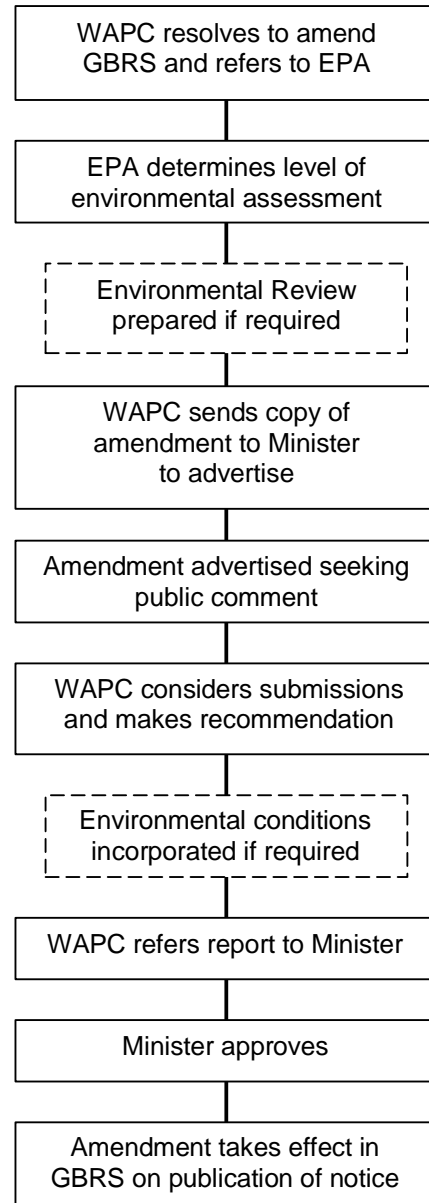 WAPC resolves to amend
GBRS and refers to EPA
EPA determines level of
environmental assessment
Environmental Review
prepared if required
WAPC sends copy of
amendment to Minister
to advertise
Amendment advertised seeking
public comment
WAPC considers submissions
and makes recommendation
Environmental conditions
incorporated if required
WAPC refers report to Minister
Minister approves
Amendment takes effect in
GBRS on publication of notice